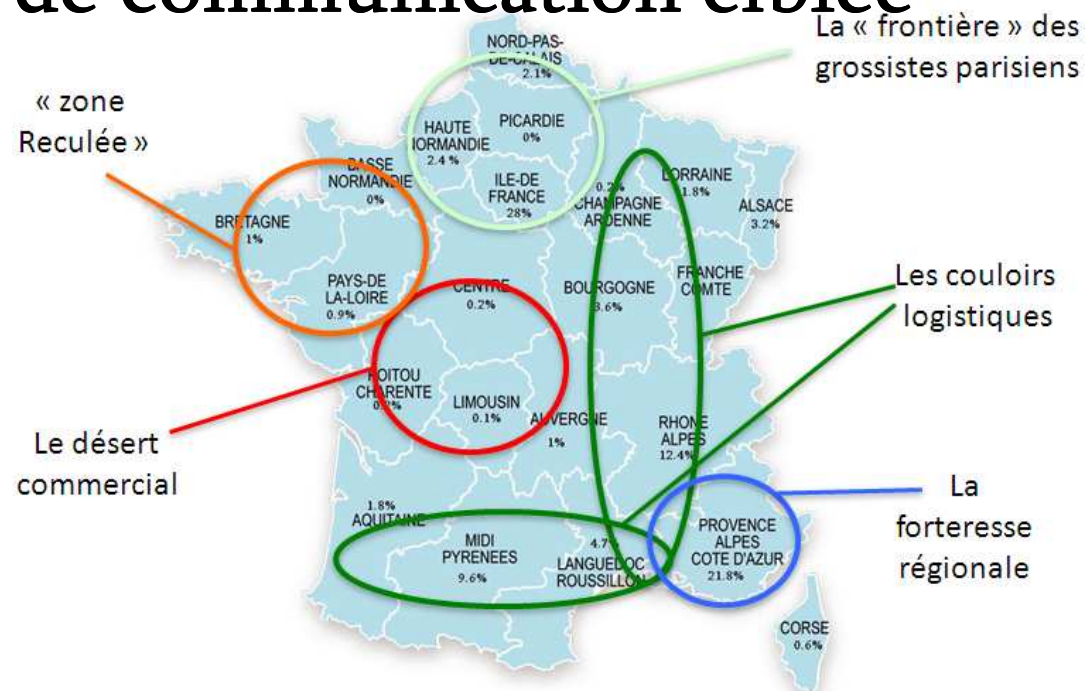 de communication ciblée
La « frontière » des
grossistes parisiens
« zone
Reculée »
NORD-PAS-
DE-CALAIS
2.1%
PICARDIE
0%
HAUTE
NORMANDIE
2.4 %
ILE-DE
FRANCE
28%
BASSE
NORMANDIE
0%
BRETAGNE
1%
PAYS-DE
LA-LOIRE
0.9%
0.2%
CHAMPAGNE
ARDENNE
LORRAINE
1.8%
ALSACE
3.2%
CENTRE
0.2%
BOURGOGNE
3.6%
FRANCHE
COMTE
Les couloirs
logistiques
POITOU
CHARENTE
LIMOUSIN
0.1%
AUVERGNE
1%
RHONE
ALPES
12.4%
Le désert
commercial
1.8%
AQUITAINE
MIDI
PYRENEES
9.6%
4.7%
LANGUEDOC
ROUSSILLON
PROVENCE
ALPES
COTE D'AZUR
21.8%
La
forteresse
régionale
CORSE
0.6%